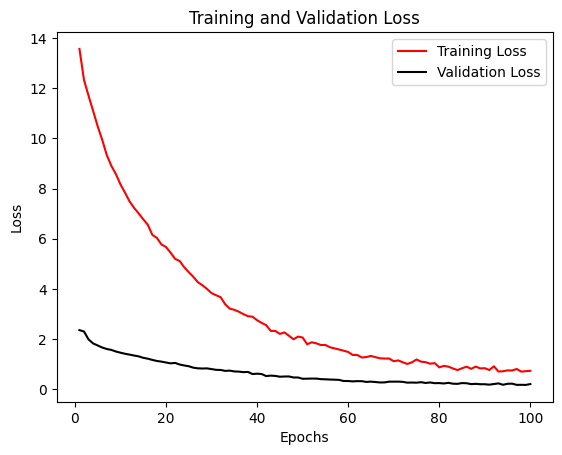 Training and Validation Loss
Training Loss
Validation Loss
Loss
14
12
10
8
6
4
2
0
0 20 40 60 80 100
Epochs